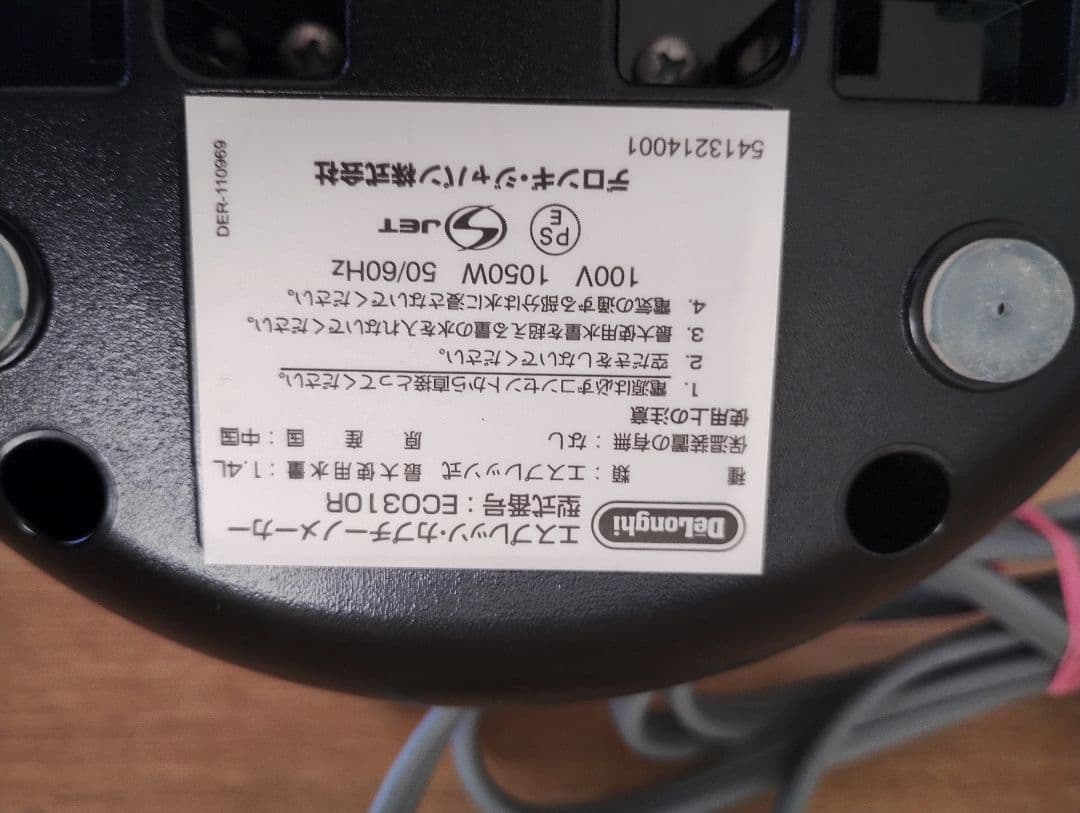 DeLonghi エスプレッソ・カプチーノメーカー
型式番号：ECO310R
種 類：エスプレッソ式 最大使用水量：1.4L
保温装置の有無：なし 原 産 国：中国
使用上の注意
1. 電源は必ずコンセントから直接とってください。
2. 空だきをしないでください。
3. 最大使用水量を超える量の水を入れないでください。
4. 電気の通ずる部分は水に浸さないでください。
100V 1050W 50/60Hz
PS
E
JET
デロンギ・ジャパン株式会社
5413214001
DER-110969